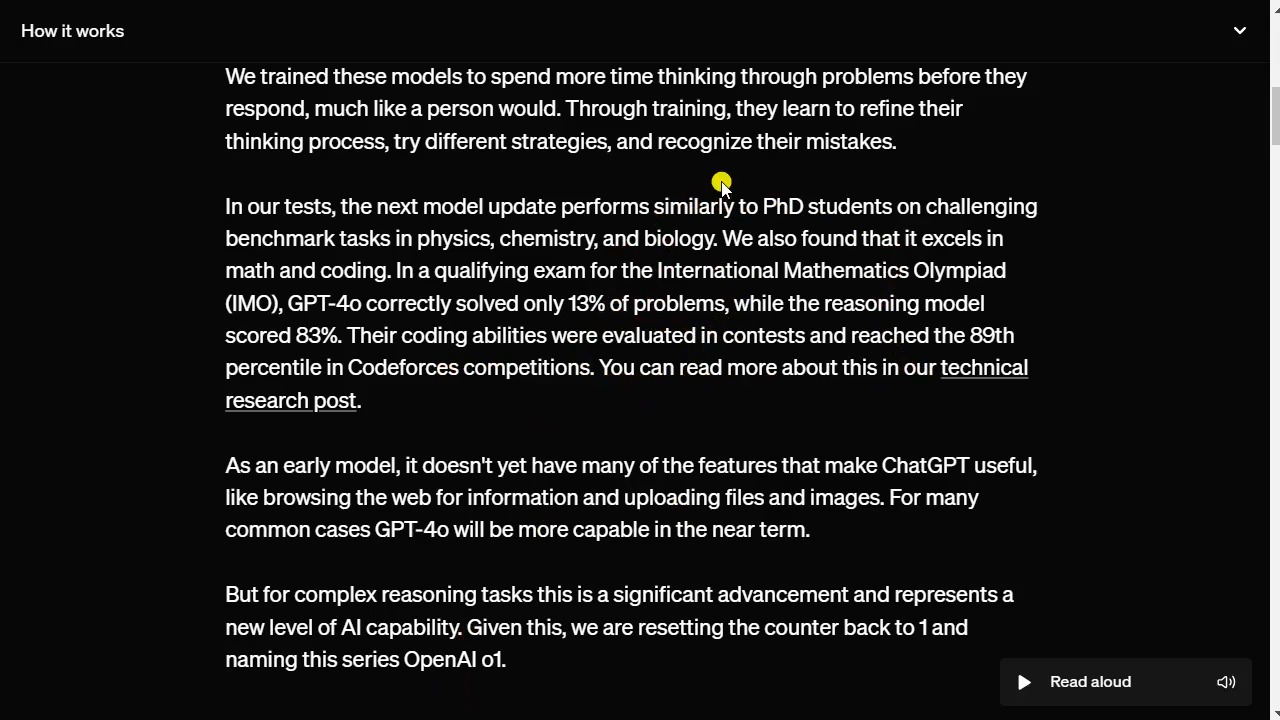 How it works
We trained these models to spend more time thinking through problems before they
respond, much like a person would. Through training, they learn to refine their
thinking process, try different strategies, and recognize their mistakes.
In our tests, the next model update performs similarly to PhD students on challenging
benchmark tasks in physics, chemistry, and biology. We also found that it excels in
math and coding. In a qualifying exam for the International Mathematics Olympiad
(IMO), GPT-4o correctly solved only 13% of problems, while the reasoning model
scored 83%. Their coding abilities were evaluated in contests and reached the 89th
percentile in Codeforces competitions. You can read more about this in our technical
research post.
As an early model, it doesn't yet have many of the features that make ChatGPT useful,
like browsing the web for information and uploading files and images. For many
common cases GPT-4o will be more capable in the near term.
But for complex reasoning tasks this is a significant advancement and represents a
new level of AI capability. Given this, we are resetting the counter back to 1 and
naming this series OpenAI o1.
Read aloud